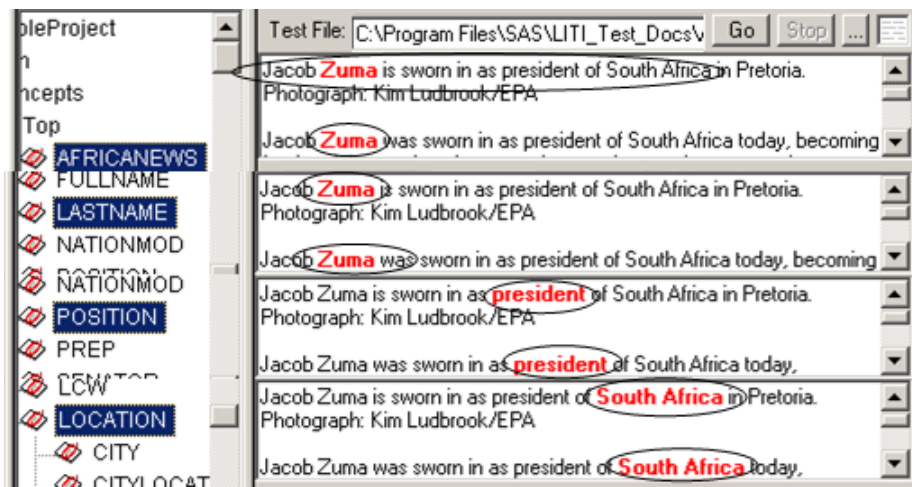 pleProject
n
ncepts
Top
AFRICANEWS
FULLNAME
LASTNAME
NATIONMOD
NATIONMOD
POSITION
PREP
LOCATION
CITY
CITYLOCAT
Test File: C:\Program Files\SAS\LITI_Test_Docs\v Go Stop ...
Jacob Zuma is sworn in as president of South Africa in Pretoria.
Photograph: Kim Ludbrook/EPA
Jacob Zuma was sworn in as president of South Africa today, becoming
Jacob Zuma is sworn in as president of South Africa in Pretoria.
Photograph: Kim Ludbrook/EPA
Jacob Zuma was sworn in as president of South Africa today, becoming
Jacob Zuma is sworn in as president of South Africa in Pretoria.
Photograph: Kim Ludbrook/EPA
Jacob Zuma was sworn in as president of South Africa today,
Jacob Zuma is sworn in as president of South Africa in Pretoria.
Photograph: Kim Ludbrook/EPA
Jacob Zuma was sworn in as president of South Africa today,